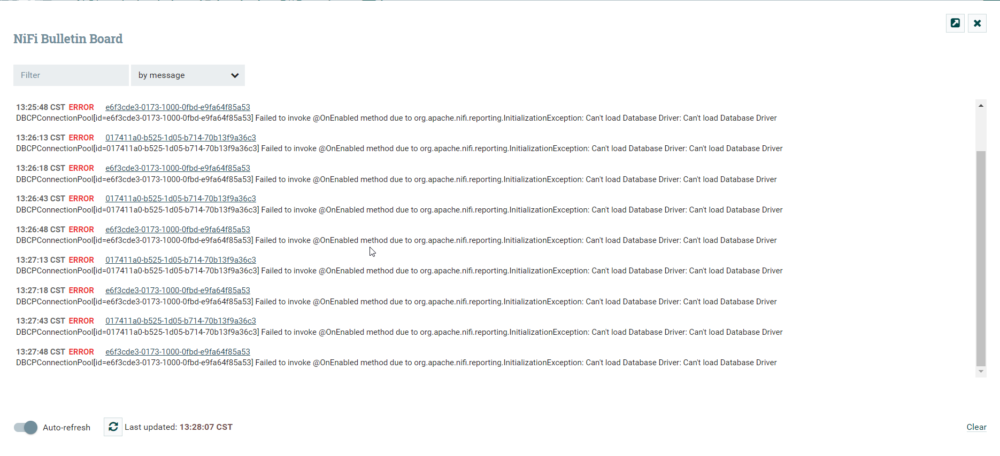 NiFi Bulletin Board
Filter
by message
13:25:48 CST ERROR e6f3cde3-0173-1000-0fbd-e9fa64f85a53
DBCPConnectionPool[id=e6f3cde3-0173-1000-0fbd-e9fa64f85a53] Failed to invoke @OnEnabled method due to org.apache.nifi.reporting.InitializationException: Can't load Database Driver: Can't load Database Driver
13:26:13 CST ERROR 017411a0-b525-1d05-b714-70b13f9a36c3
DBCPConnectionPool[id=017411a0-b525-1d05-b714-70b13f9a36c3] Failed to invoke @OnEnabled method due to org.apache.nifi.reporting.InitializationException: Can't load Database Driver: Can't load Database Driver
13:26:18 CST ERROR e6f3cde3-0173-1000-0fbd-e9fa64f85a53
DBCPConnectionPool[id=e6f3cde3-0173-1000-0fbd-e9fa64f85a53] Failed to invoke @OnEnabled method due to org.apache.nifi.reporting.InitializationException: Can't load Database Driver: Can't load Database Driver
13:26:43 CST ERROR 017411a0-b525-1d05-b714-70b13f9a36c3
DBCPConnectionPool[id=017411a0-b525-1d05-b714-70b13f9a36c3] Failed to invoke @OnEnabled method due to org.apache.nifi.reporting.InitializationException: Can't load Database Driver: Can't load Database Driver
13:26:48 CST ERROR e6f3cde3-0173-1000-0fbd-e9fa64f85a53
DBCPConnectionPool[id=e6f3cde3-0173-1000-0fbd-e9fa64f85a53] Failed to invoke @OnEnabled method due to org.apache.nifi.reporting.InitializationException: Can't load Database Driver: Can't load Database Driver
13:27:13 CST ERROR 017411a0-b525-1d05-b714-70b13f9a36c3
DBCPConnectionPool[id=017411a0-b525-1d05-b714-70b13f9a36c3] Failed to invoke @OnEnabled method due to org.apache.nifi.reporting.InitializationException: Can't load Database Driver: Can't load Database Driver
13:27:18 CST ERROR e6f3cde3-0173-1000-0fbd-e9fa64f85a53
DBCPConnectionPool[id=e6f3cde3-0173-1000-0fbd-e9fa64f85a53] Failed to invoke @OnEnabled method due to org.apache.nifi.reporting.InitializationException: Can't load Database Driver: Can't load Database Driver
13:27:43 CST ERROR 017411a0-b525-1d05-b714-70b13f9a36c3
DBCPConnectionPool[id=017411a0-b525-1d05-b714-70b13f9a36c3] Failed to invoke @OnEnabled method due to org.apache.nifi.reporting.InitializationException: Can't load Database Driver: Can't load Database Driver
13:27:48 CST ERROR e6f3cde3-0173-1000-0fbd-e9fa64f85a53
DBCPConnectionPool[id=e6f3cde3-0173-1000-0fbd-e9fa64f85a53] Failed to invoke @OnEnabled method due to org.apache.nifi.reporting.InitializationException: Can't load Database Driver: Can't load Database Driver
Auto-refresh
Last updated: 13:28:07 CST
Clear